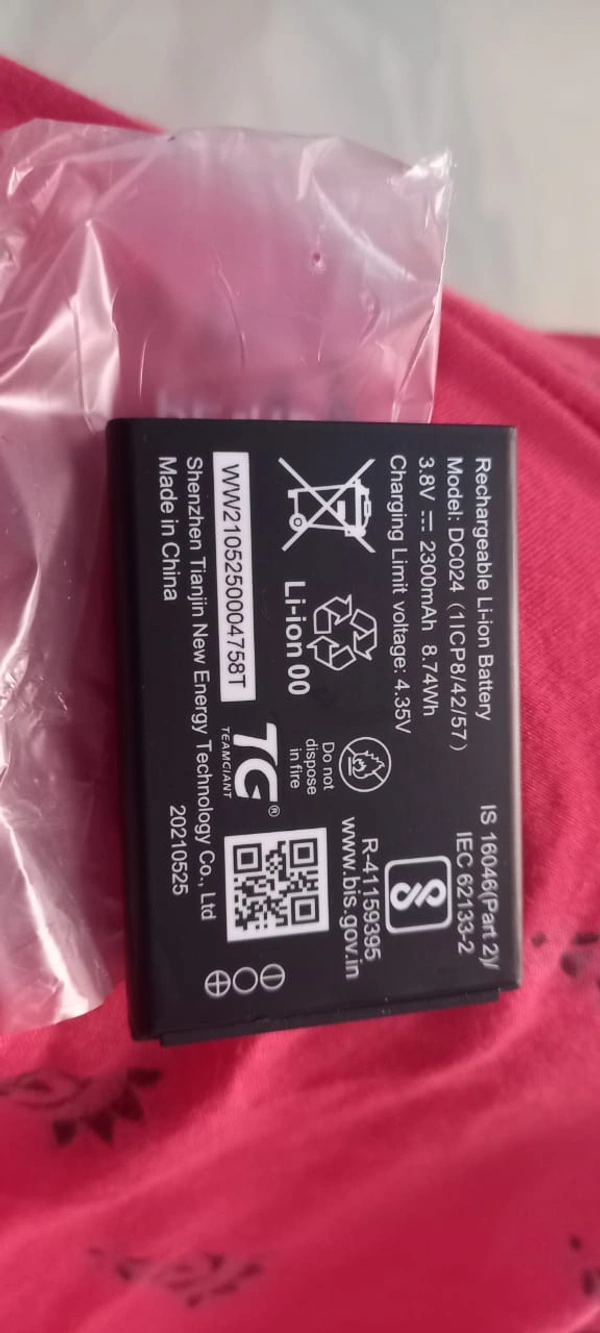 Rechargeable Li-ion Battery
Model: DC024 (1ICP8/42/57)
3.8V ⎓ 2300mAh 8.74Wh
Charging Limit voltage: 4.35V
IS 16046(Part 2)/
IEC 62133-2
R-41159395
www.bis.gov.in
Li-ion 00
Do not
dispose
in fire
WW2105250004758T
TG®
TEAMGIANT
Shenzhen Tianjin New Energy Technology Co., Ltd
Made in China
20210525